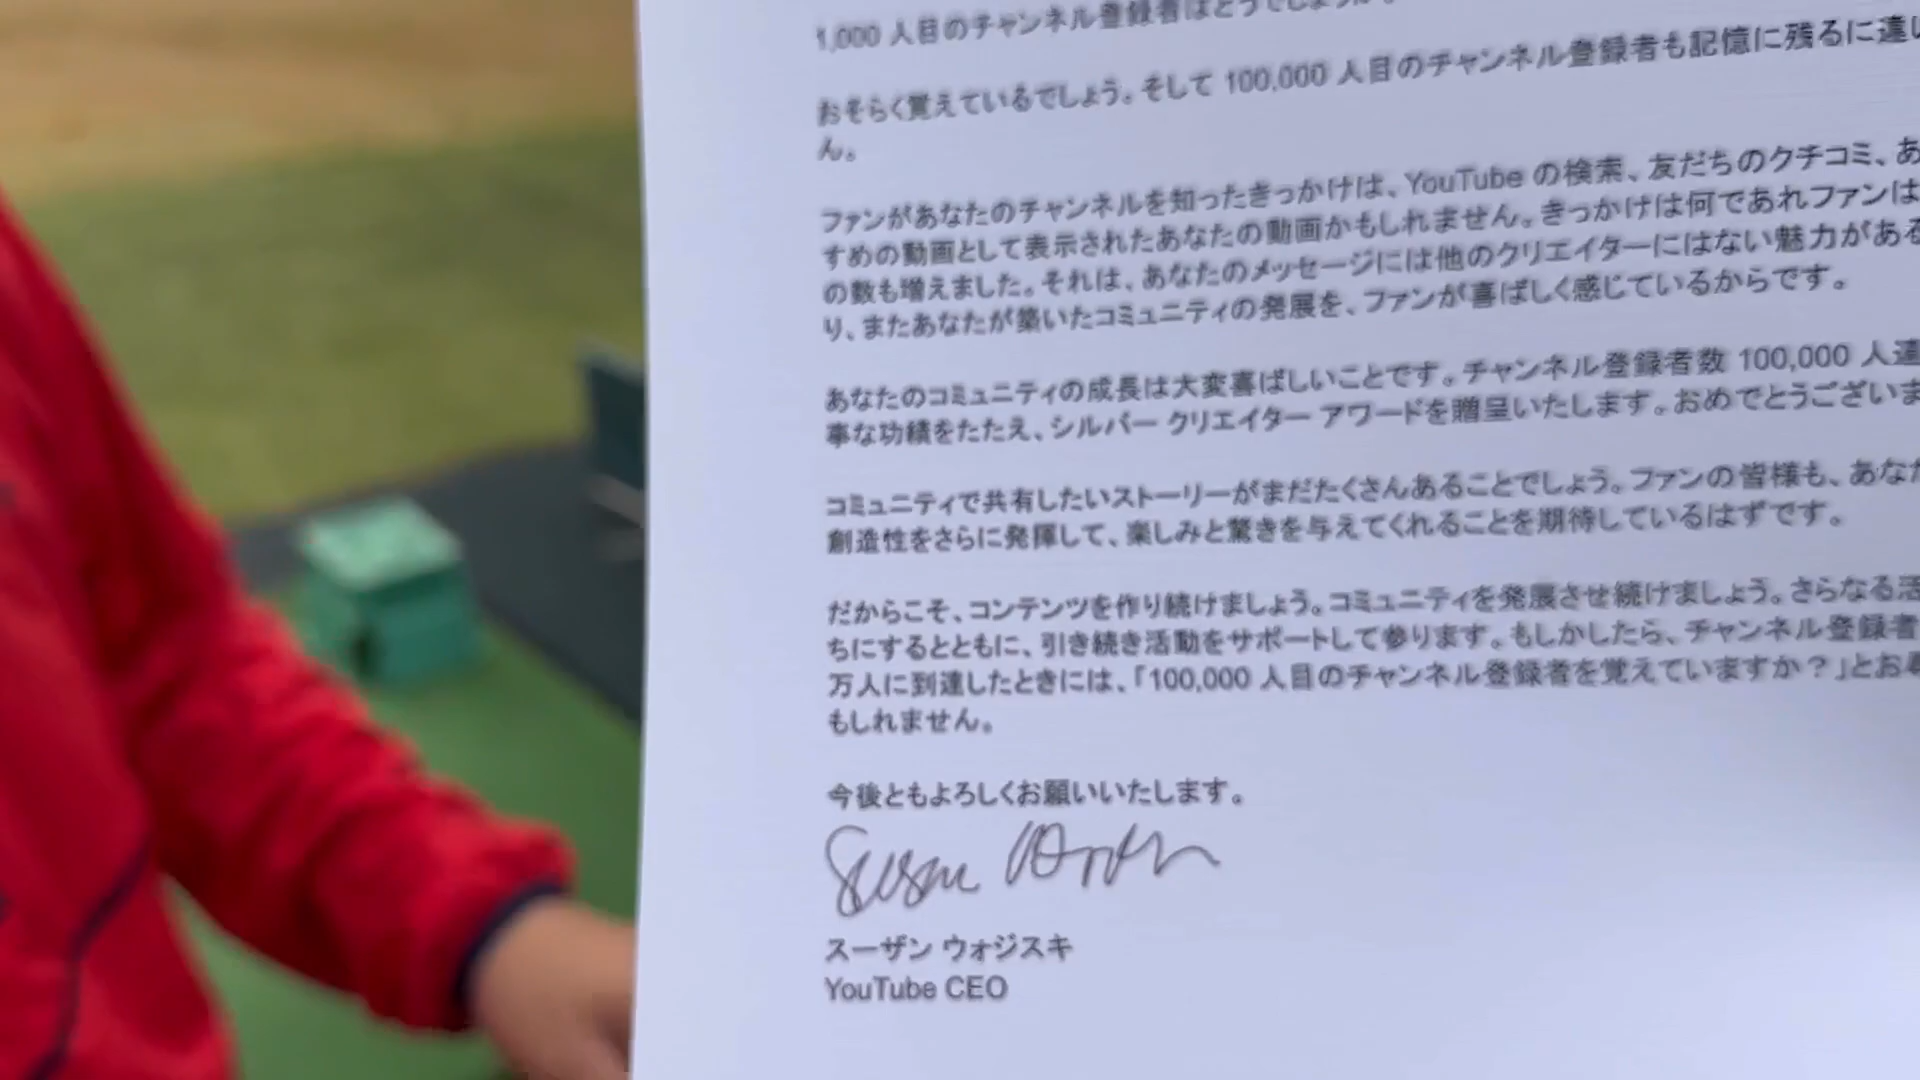 1,000 人目のチャンネル登録者はどうでしょうか。
おそらく覚えているでしょう。そして 100,000 人目のチャンネル登録者も記憶に残るに違い
ん。
ファンがあなたのチャンネルを知ったきっかけは、YouTube の検索、友だちのクチコミ、あ
すめの動画として表示されたあなたの動画かもしれません。きっかけは何であれファンは
の数も増えました。それは、あなたのメッセージには他のクリエイターにはない魅力がある
り、またあなたが築いたコミュニティの発展を、ファンが喜ばしく感じているからです。
あなたのコミュニティの成長は大変喜ばしいことです。チャンネル登録者数 100,000 人達
事な功績をたたえ、シルバー クリエイター アワードを贈呈いたします。おめでとうございま
コミュニティで共有したいストーリーがまだたくさんあることでしょう。ファンの皆様も、あなた
創造性をさらに発揮して、楽しみと驚きを与えてくれることを期待しているはずです。
だからこそ、コンテンツを作り続けましょう。コミュニティを発展させ続けましょう。さらなる活
ちにするとともに、引き続き活動をサポートして参ります。もしかしたら、チャンネル登録者
万人に到達したときには、「100,000 人目のチャンネル登録者を覚えていますか？」とお尋
もしれません。
今後ともよろしくお願いいたします。
スーザン ウォジスキ
YouTube CEO